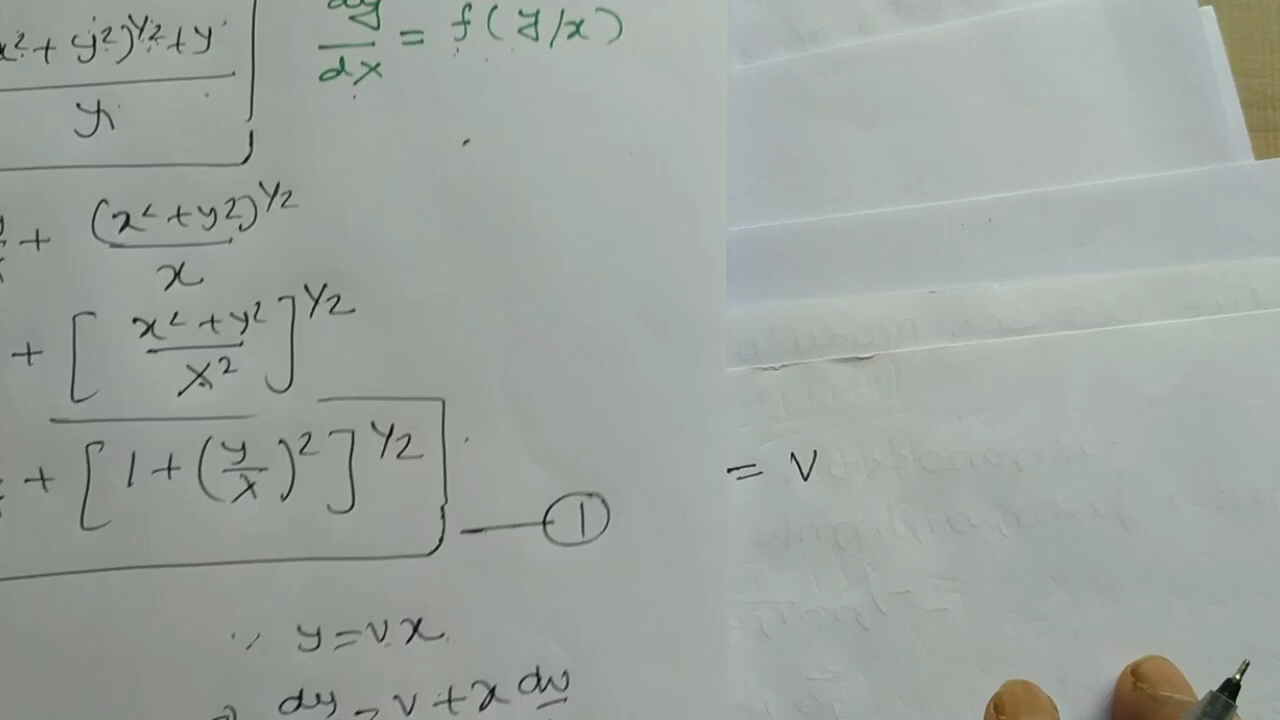 x²+y²)^1/2+y / y
dy/dx = f(y/x)
+ (x²+y²)^1/2 / x
+ [x²+y² / x²]^1/2
+ [1+(y/x)²]^1/2 —— ①
= v
∵ y=vx
dy = v+x dv